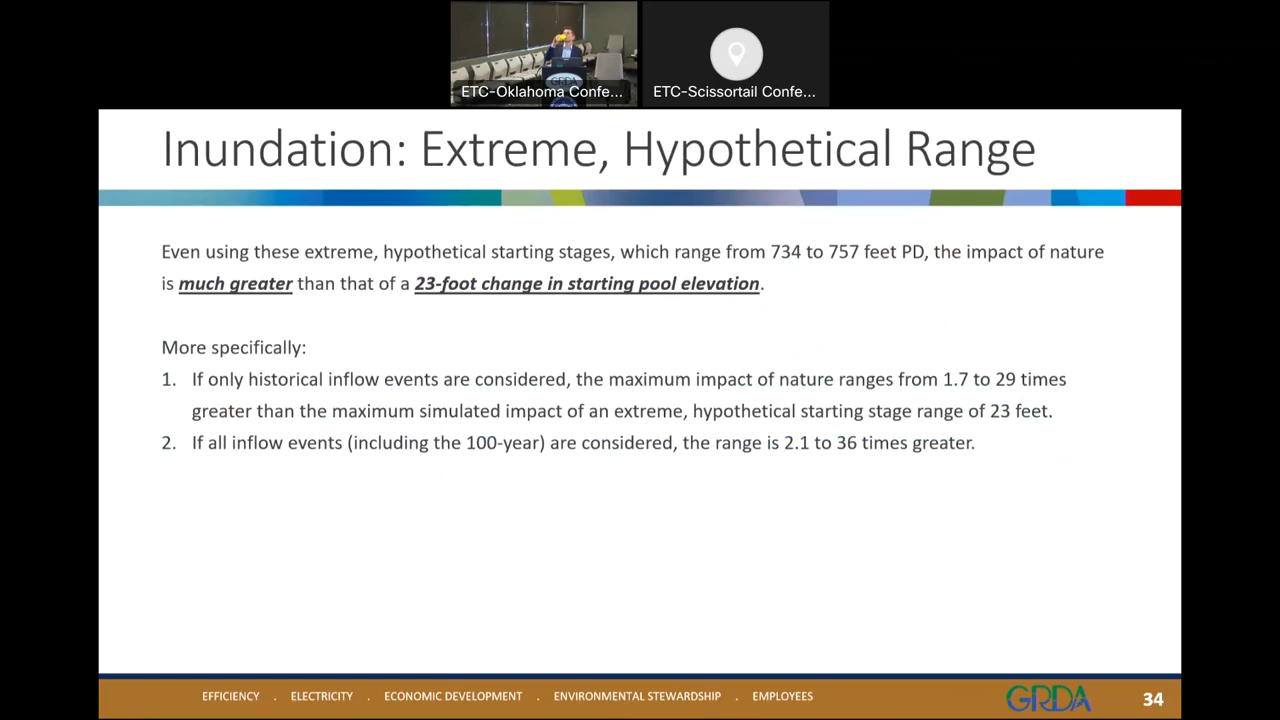 GRDA
ETC-Oklahoma Confe...
ETC-Scissortail Confe...
Inundation: Extreme, Hypothetical Range
Even using these extreme, hypothetical starting stages, which range from 734 to 757 feet PD, the impact of nature
is much greater than that of a 23-foot change in starting pool elevation.
More specifically:
1. If only historical inflow events are considered, the maximum impact of nature ranges from 1.7 to 29 times
greater than the maximum simulated impact of an extreme, hypothetical starting stage range of 23 feet.
2. If all inflow events (including the 100-year) are considered, the range is 2.1 to 36 times greater.
EFFICIENCY . ELECTRICITY . ECONOMIC DEVELOPMENT . ENVIRONMENTAL STEWARDSHIP . EMPLOYEES
GRDA
34